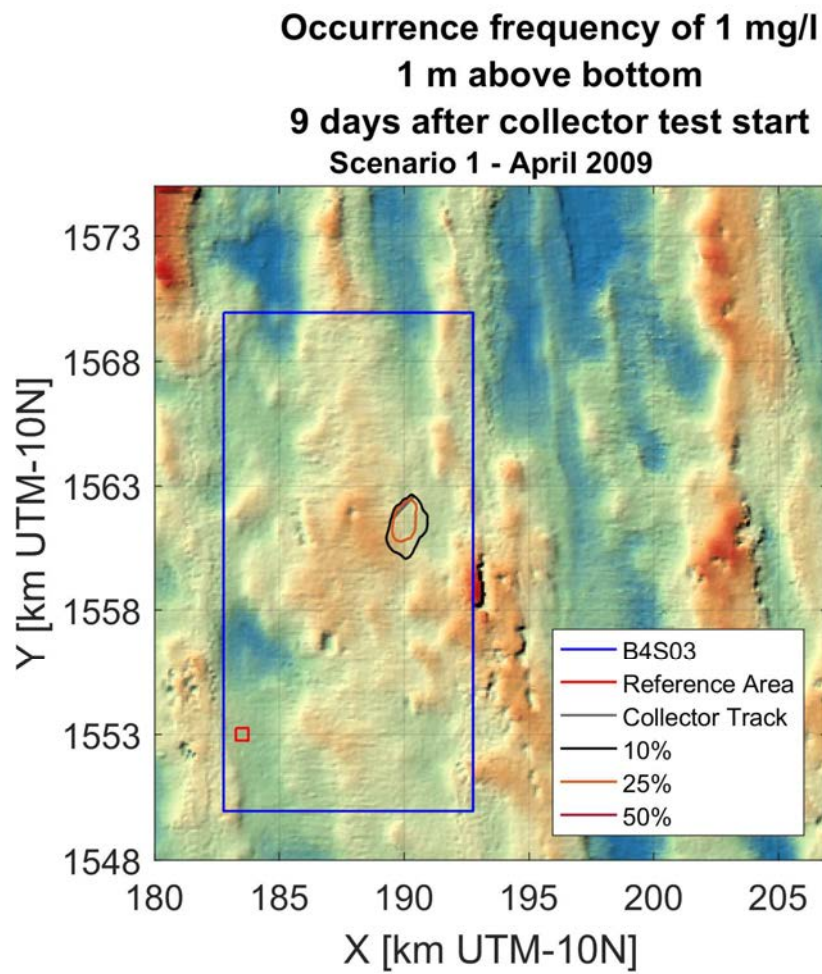 Occurrence frequency of 1 mg/l
1 m above bottom
9 days after collector test start
Scenario 1 - April 2009
1573
1568
1563
1558
1553
1548
Y [km UTM-10N]
180
185
190
195
200
205
X [km UTM-10N]
B4S03
Reference Area
Collector Track
10%
25%
50%